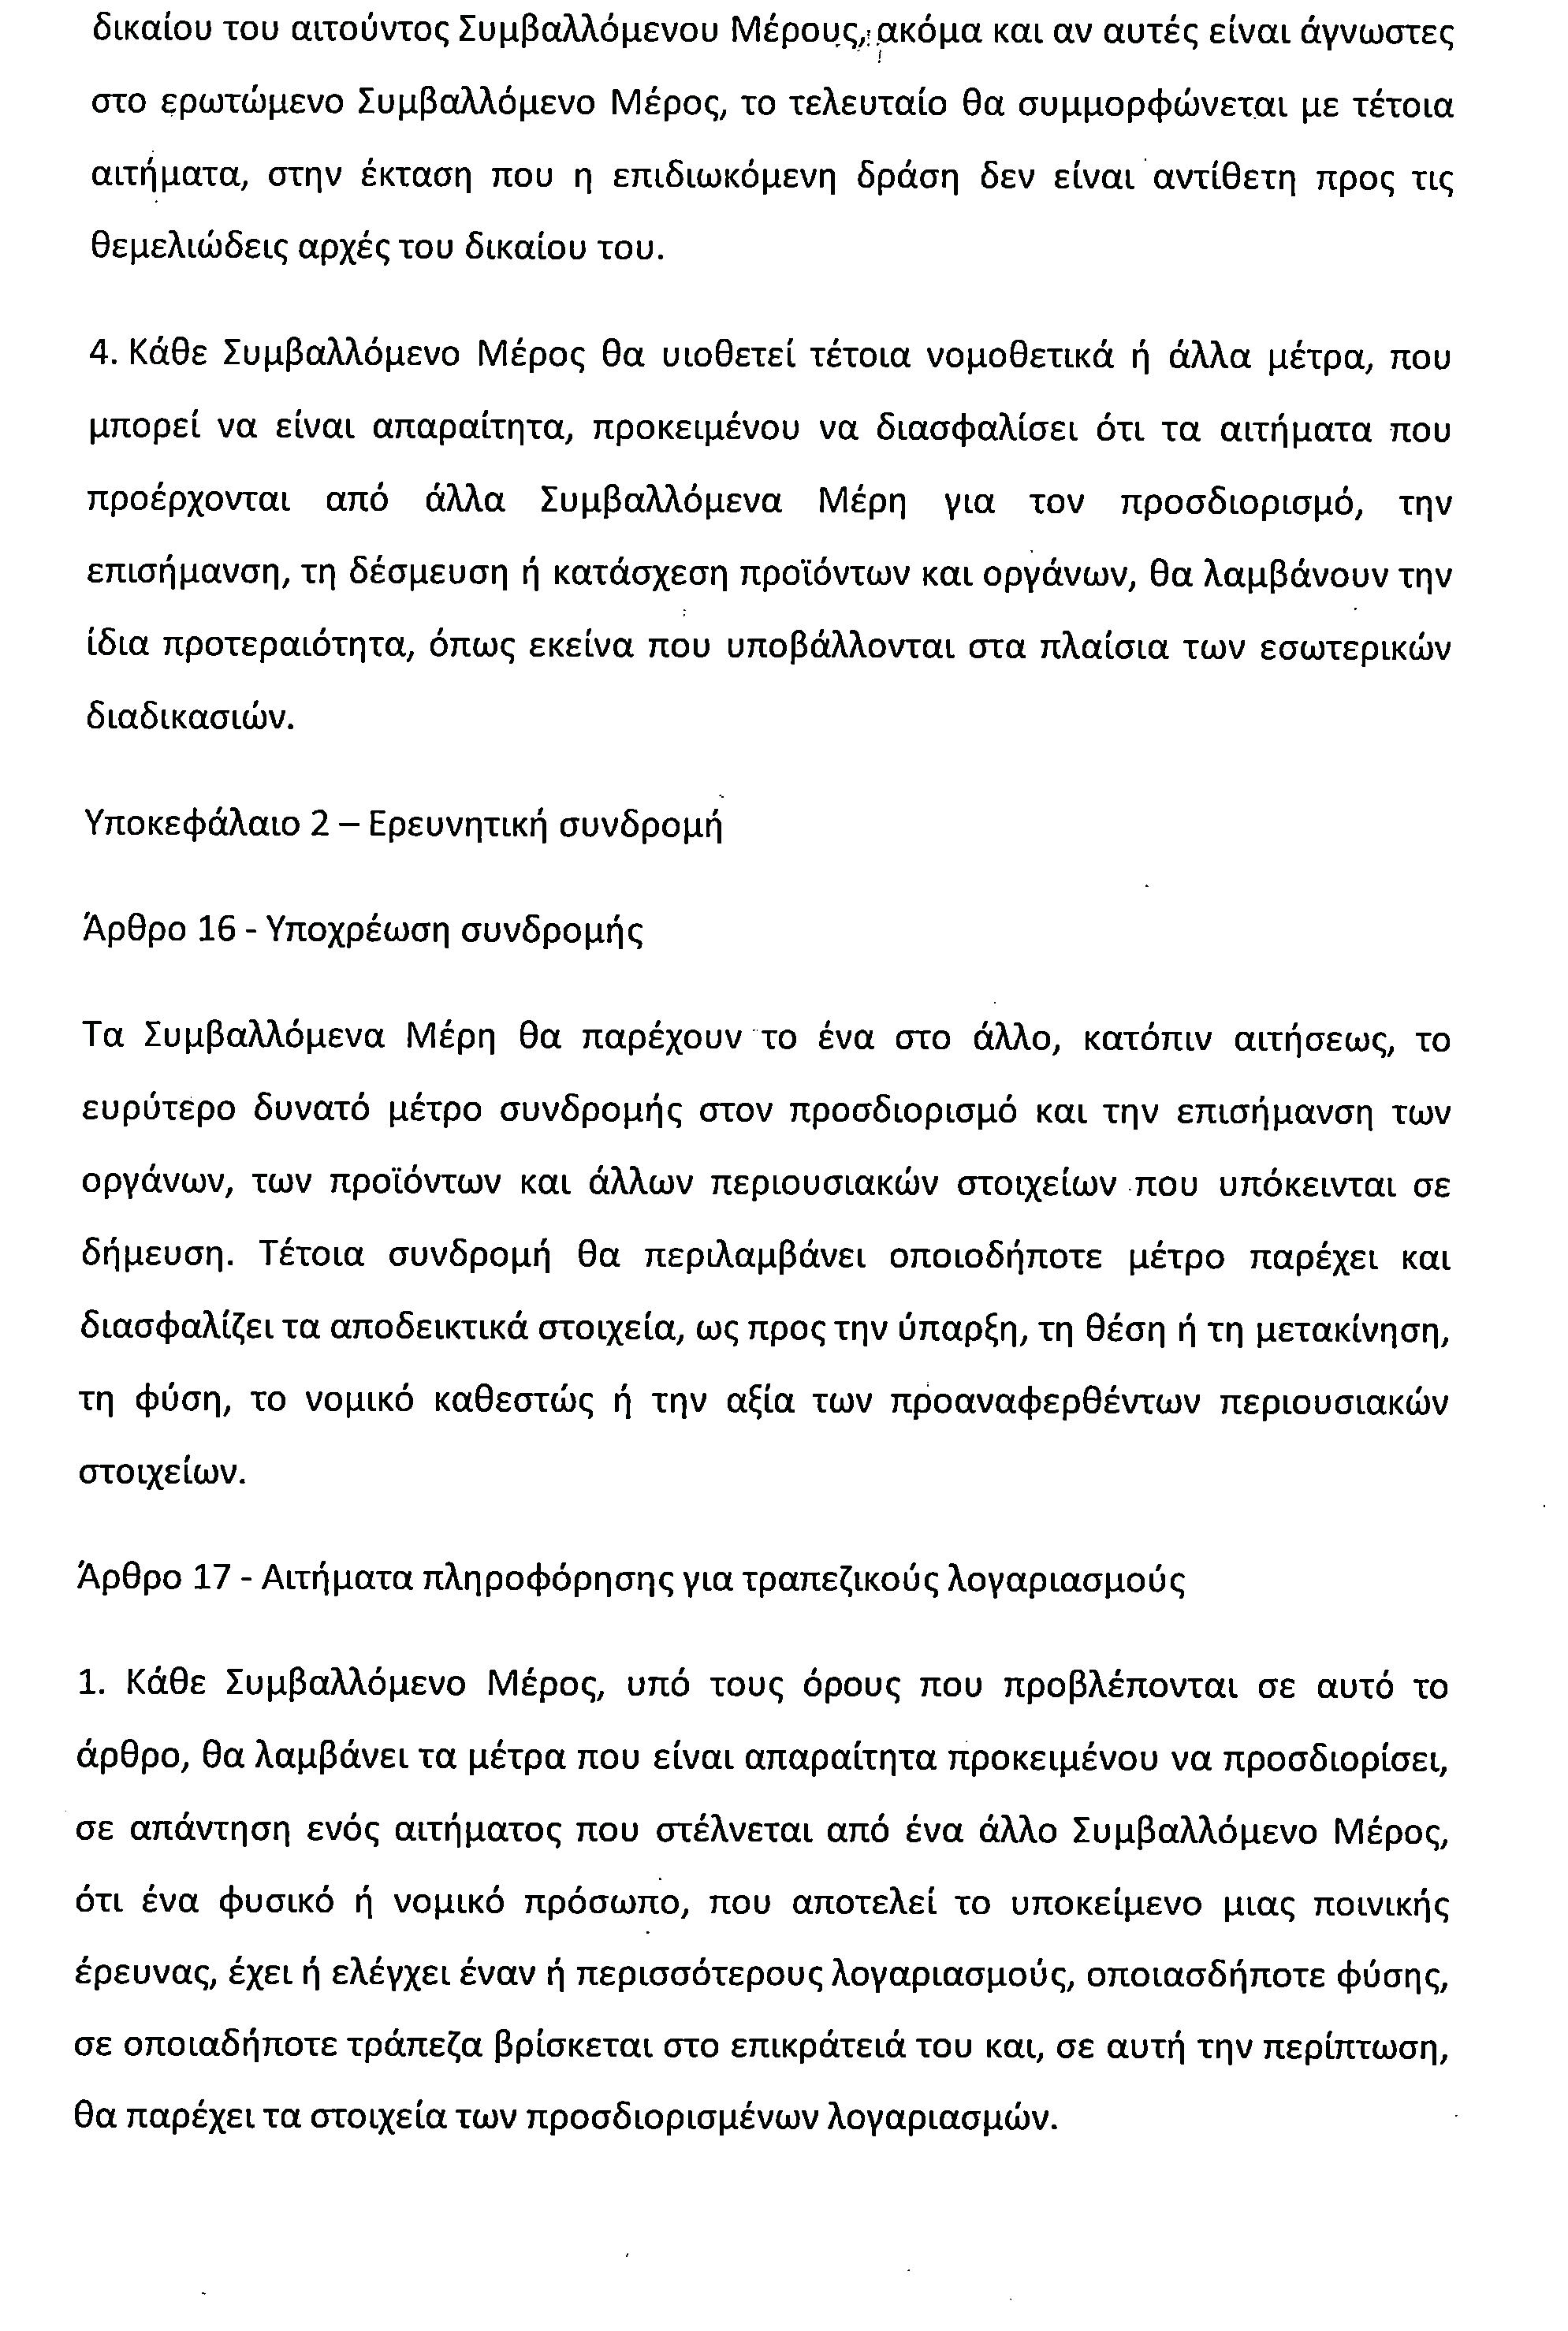 δικαίου του αιτούντος Συμβαλλόμενου Μέρους, ακόμα και αν αυτές είναι άγνωστες
στο ερωτώμενο Συμβαλλόμενο Μέρος, το τελευταίο θα συμμορφώνεται με τέτοια
αιτήματα, στην έκταση που η επιδιωκόμενη δράση δεν είναι αντίθετη προς τις
θεμελιώδεις αρχές του δικαίου του.
4. Κάθε Συμβαλλόμενο Μέρος θα υιοθετεί τέτοια νομοθετικά ή άλλα μέτρα, που
μπορεί να είναι απαραίτητα, προκειμένου να διασφαλίσει ότι τα αιτήματα που
προέρχονται από άλλα Συμβαλλόμενα Μέρη για τον προσδιορισμό, την
επισήμανση, τη δέσμευση ή κατάσχεση προϊόντων και οργάνων, θα λαμβάνουν την
ίδια προτεραιότητα, όπως εκείνα που υποβάλλονται στα πλαίσια των εσωτερικών
διαδικασιών.
Υποκεφάλαιο 2 – Ερευνητική συνδρομή
Άρθρο 16 - Υποχρέωση συνδρομής
Τα Συμβαλλόμενα Μέρη θα παρέχουν το ένα στο άλλο, κατόπιν αιτήσεως, το
ευρύτερο δυνατό μέτρο συνδρομής στον προσδιορισμό και την επισήμανση των
οργάνων, των προϊόντων και άλλων περιουσιακών στοιχείων που υπόκεινται σε
δήμευση. Τέτοια συνδρομή θα περιλαμβάνει οποιοδήποτε μέτρο παρέχει και
διασφαλίζει τα αποδεικτικά στοιχεία, ως προς την ύπαρξη, τη θέση ή τη μετακίνηση,
τη φύση, το νομικό καθεστώς ή την αξία των προαναφερθέντων περιουσιακών
στοιχείων.
Άρθρο 17 - Αιτήματα πληροφόρησης για τραπεζικούς λογαριασμούς
1. Κάθε Συμβαλλόμενο Μέρος, υπό τους όρους που προβλέπονται σε αυτό το
άρθρο, θα λαμβάνει τα μέτρα που είναι απαραίτητα προκειμένου να προσδιορίσει,
σε απάντηση ενός αιτήματος που στέλνεται από ένα άλλο Συμβαλλόμενο Μέρος,
ότι ένα φυσικό ή νομικό πρόσωπο, που αποτελεί το υποκείμενο μιας ποινικής
έρευνας, έχει ή ελέγχει έναν ή περισσότερους λογαριασμούς, οποιασδήποτε φύσης,
σε οποιαδήποτε τράπεζα βρίσκεται στο επικράτειά του και, σε αυτή την περίπτωση,
θα παρέχει τα στοιχεία των προσδιορισμένων λογαριασμών.